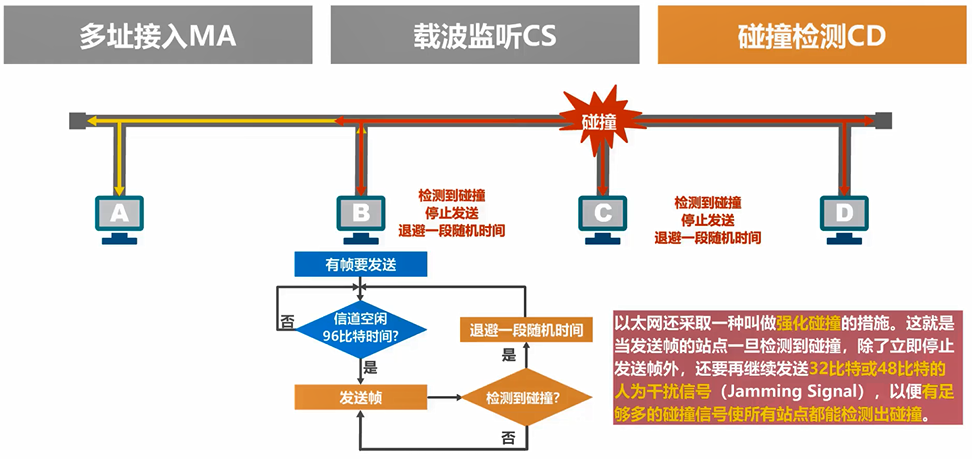 多址接入MA
载波监听CS
碰撞检测CD
碰撞
A
B
C
D
检测到碰撞
停止发送
退避一段随机时间
检测到碰撞
停止发送
退避一段随机时间
有帧要发送
否
信道空闲
96比特时间?
是
发送帧
退避一段随机时间
是
检测到碰撞?
否
以太网还采取一种叫做强化碰撞的措施。这就是
当发送帧的站点一旦检测到碰撞，除了立即停止
发送帧外，还要再继续发送32比特或48比特的
人为干扰信号（Jamming Signal），以便有足
够多的碰撞信号使所有站点都能检测出碰撞。